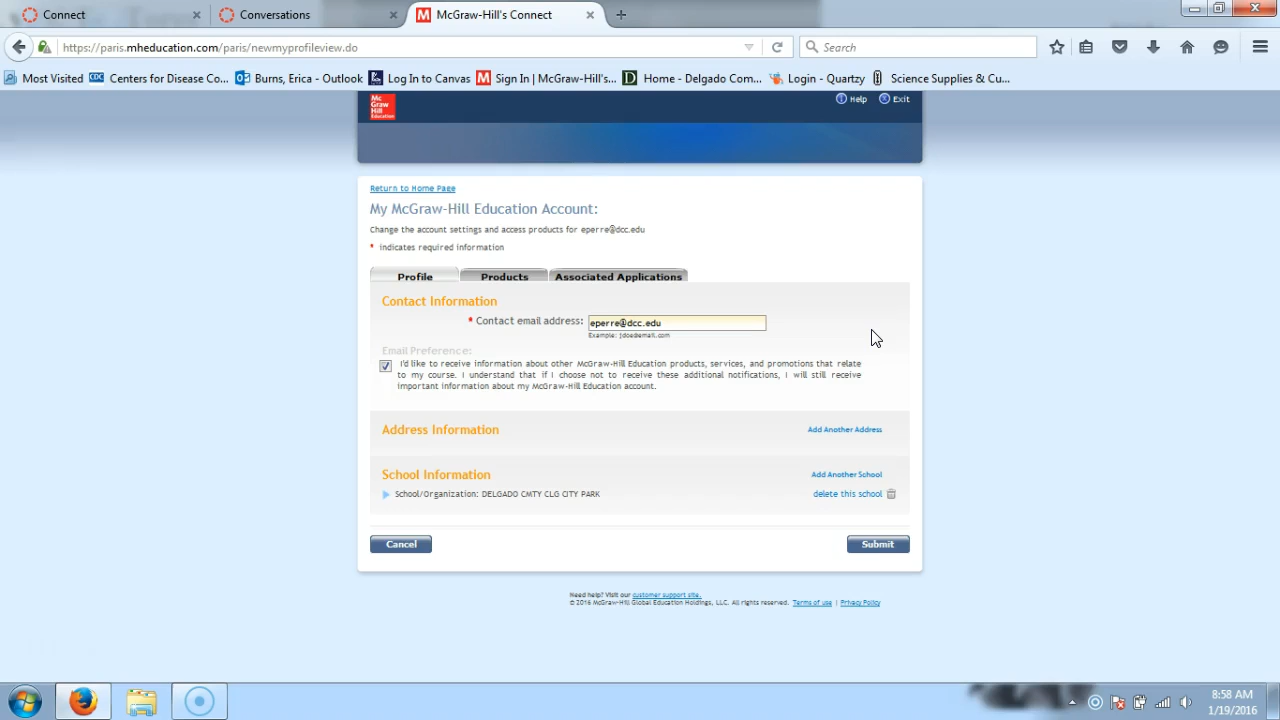 Connect
Conversations
McGraw-Hill's Connect
https://paris.mheducation.com/paris/newmyprofileview.do
Search
Most Visited
Centers for Disease Co...
Burns, Erica - Outlook
Log In to Canvas
Sign In | McGraw-Hill's...
Home - Delgado Com...
Login - Quartzy
Science Supplies & Cu...
Mc Graw Hill Education
Help
Exit
Return to Home Page
My McGraw-Hill Education Account:
Change the account settings and access products for eperre@dcc.edu
* indicates required information
Profile
Products
Associated Applications
Contact Information
* Contact email address: eperre@dcc.edu
Example: jdoe@email.com
Email Preference:
I'd like to receive information about other McGraw-Hill Education products, services, and promotions that relate
to my course. I understand that if I choose not to receive these additional notifications, I will still receive
important information about my McGraw-Hill Education account.
Address Information
Add Another Address
School Information
Add Another School
School/Organization: DELGADO CMTY CLG CITY PARK
delete this school
Cancel
Submit
Need help? Visit our customer support site.
© 2016 McGraw-Hill Global Education Holdings, LLC. All rights reserved. Terms of use | Privacy Policy
8:58 AM
1/19/2016